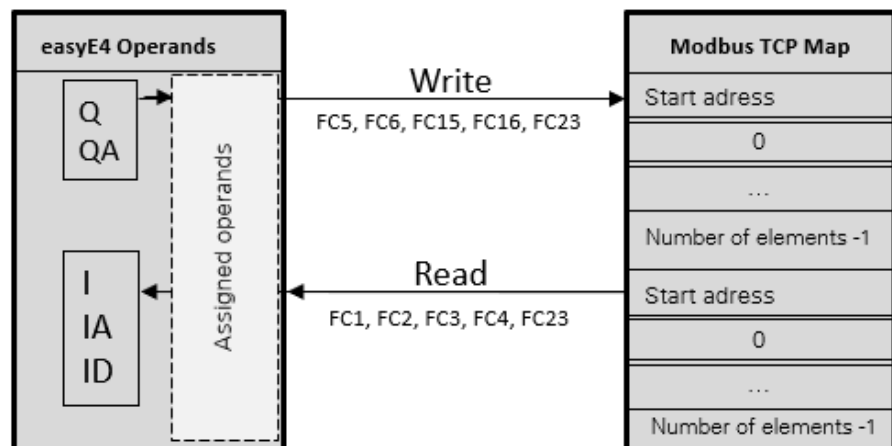 easyE4 Operands
Q
QA
I
IA
ID
Assigned operands
Write
FC5, FC6, FC15, FC16, FC23
Read
FC1, FC2, FC3, FC4, FC23
Modbus TCP Map
Start adress
0
...
Number of elements -1
Start adress
0
...
Number of elements -1